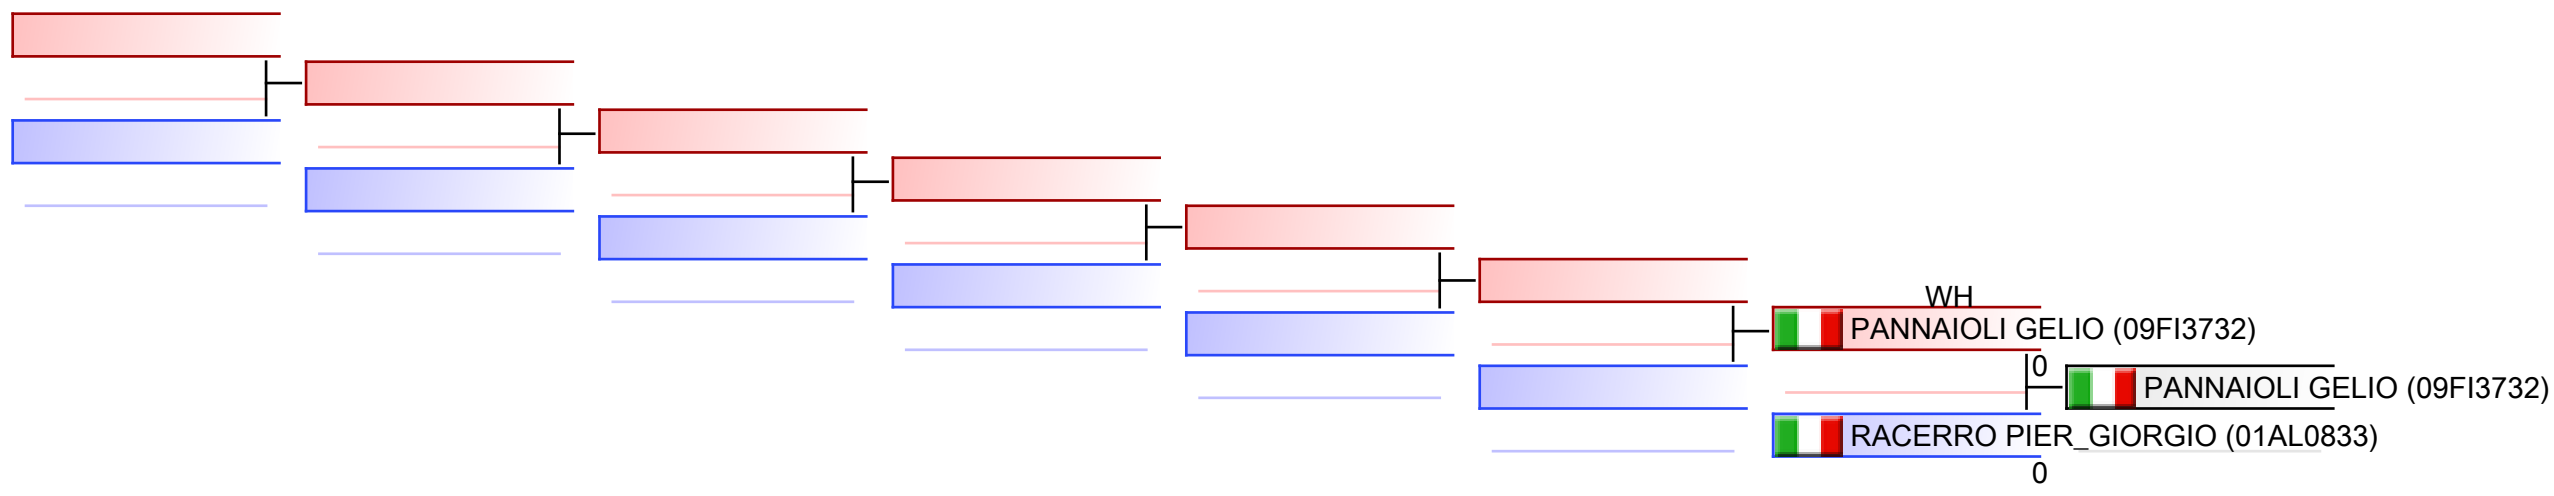 WH
PANNAIOLI GELIO (09FI3732)
0
PANNAIOLI GELIO (09FI3732)
RACERRO PIER_GIORGIO (01AL0833)
0